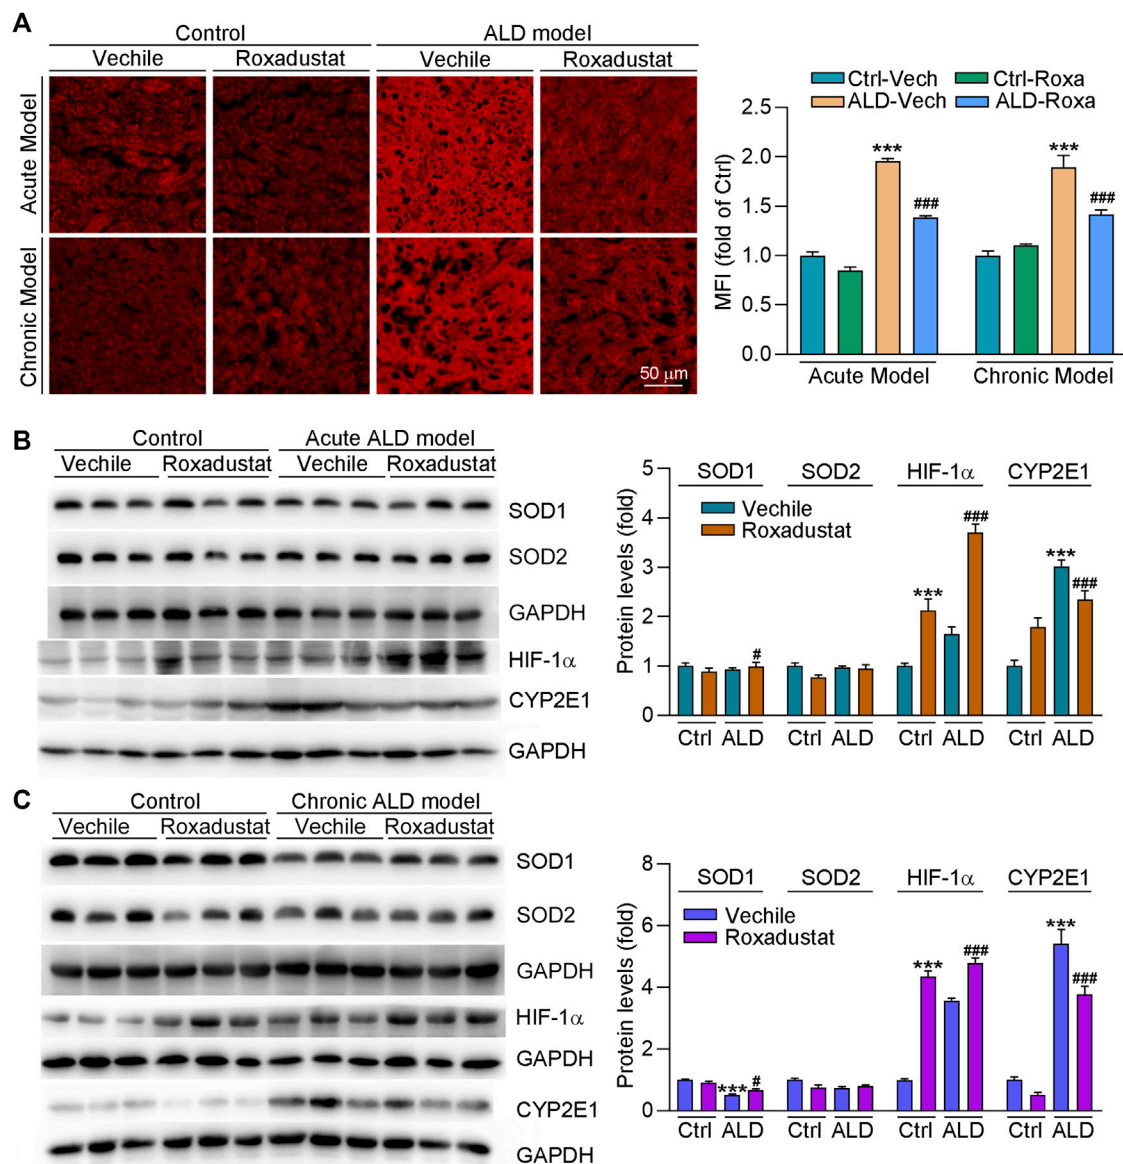 A
Control
ALD model
Vechile
Roxadustat
Vechile
Roxadustat
Acute Model
Chronic Model
50 μm
Ctrl-Vech
Ctrl-Roxa
ALD-Vech
ALD-Roxa
MFI (fold of Ctrl)
2.5
2.0
1.5
1.0
0.5
0.0
***
###
***
###
Acute Model
Chronic Model
B
Control
Acute ALD model
Vechile
Roxadustat
Vechile
Roxadustat
SOD1
SOD2
GAPDH
HIF-1α
CYP2E1
GAPDH
Protein levels (fold)
5
4
3
2
1
0
SOD1
SOD2
HIF-1α
CYP2E1
Vechile
Roxadustat
#
***
###
***
###
Ctrl ALD
Ctrl ALD
Ctrl ALD
Ctrl ALD
C
Control
Chronic ALD model
Vechile
Roxadustat
Vechile
Roxadustat
SOD1
SOD2
GAPDH
HIF-1α
GAPDH
CYP2E1
GAPDH
Protein levels (fold)
8
6
4
2
0
SOD1
SOD2
HIF-1α
CYP2E1
Vechile
Roxadustat
***
#
***
###
***
###
Ctrl ALD
Ctrl ALD
Ctrl ALD
Ctrl ALD